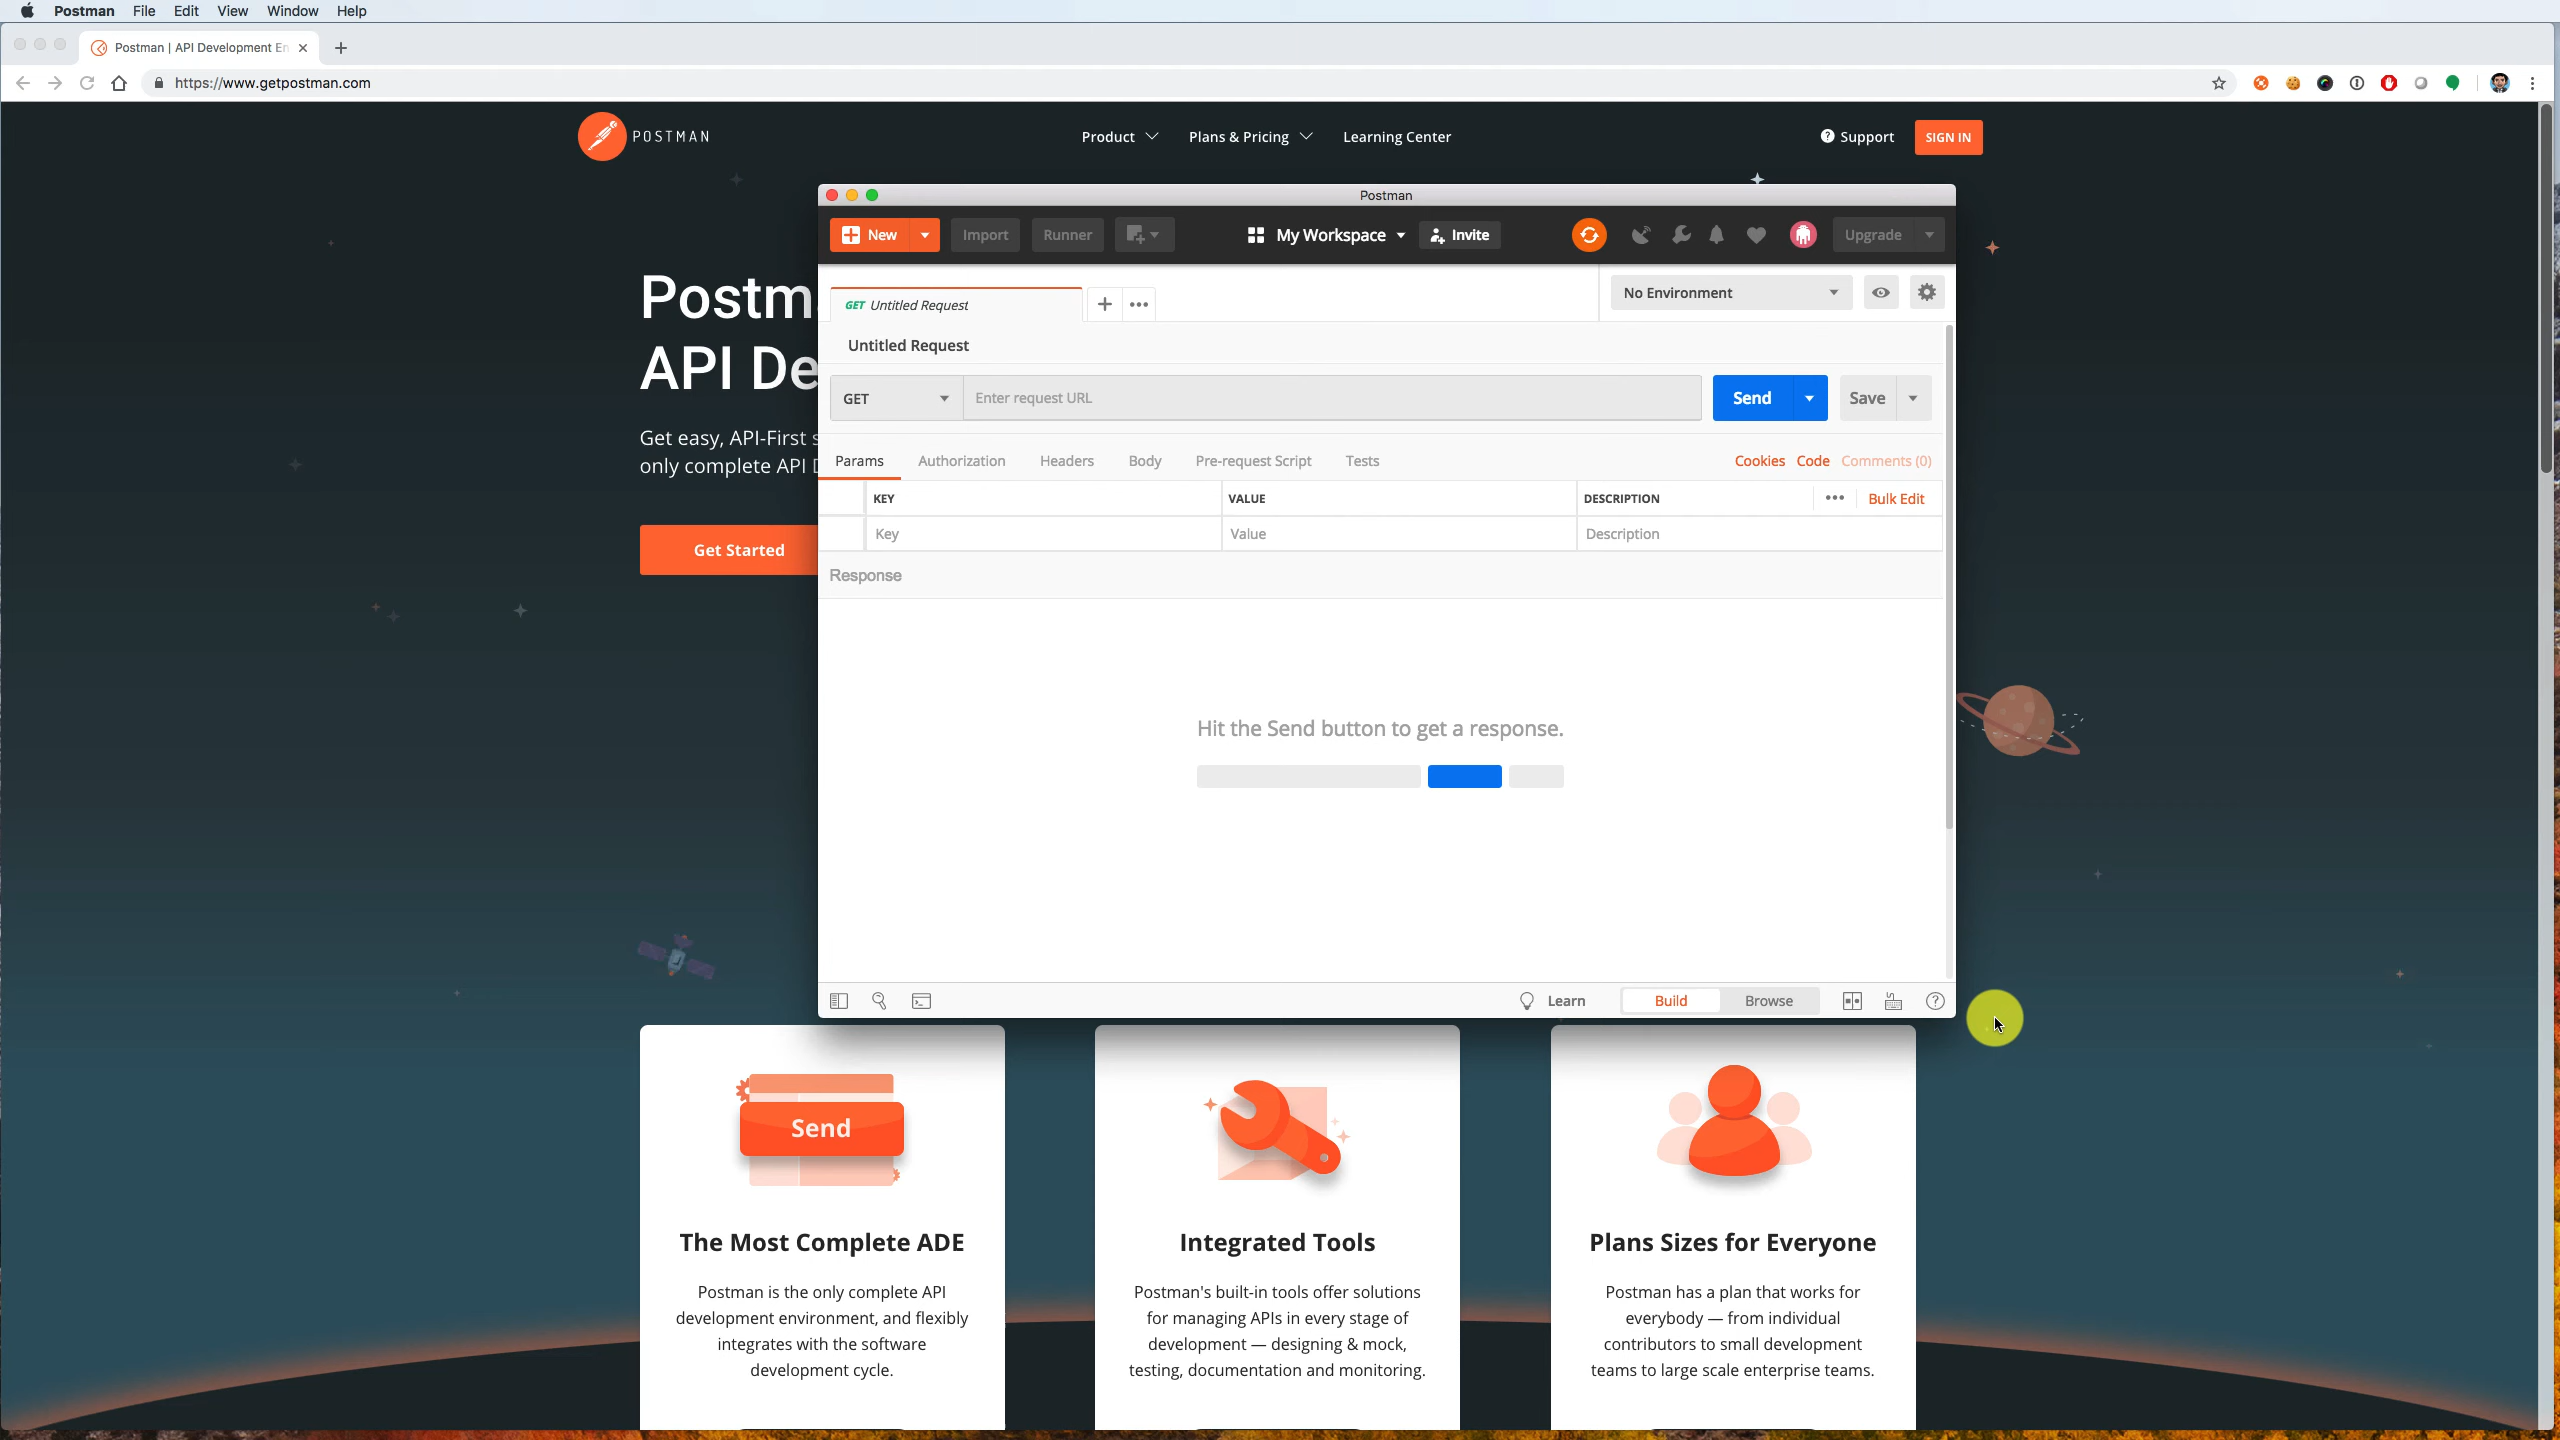 Postman File Edit View Window Help
Postman | API Development En
https://www.getpostman.com
POSTMAN Product Plans & Pricing Learning Center Support SIGN IN
Postman
New Import Runner My Workspace Invite Upgrade
GET Untitled Request No Environment
Untitled Request
GET Enter request URL Send Save
Params Authorization Headers Body Pre-request Script Tests Cookies Code Comments (0)
KEY VALUE DESCRIPTION Bulk Edit
Key Value Description
Response
Hit the Send button to get a response.
Learn Build Browse
Postm
API De
Get easy, API-First s
only complete API D
Get Started
Send
The Most Complete ADE
Postman is the only complete API
development environment, and flexibly
integrates with the software
development cycle.
Integrated Tools
Postman's built-in tools offer solutions
for managing APIs in every stage of
development — designing & mock,
testing, documentation and monitoring.
Plans Sizes for Everyone
Postman has a plan that works for
everybody — from individual
contributors to small development
teams to large scale enterprise teams.